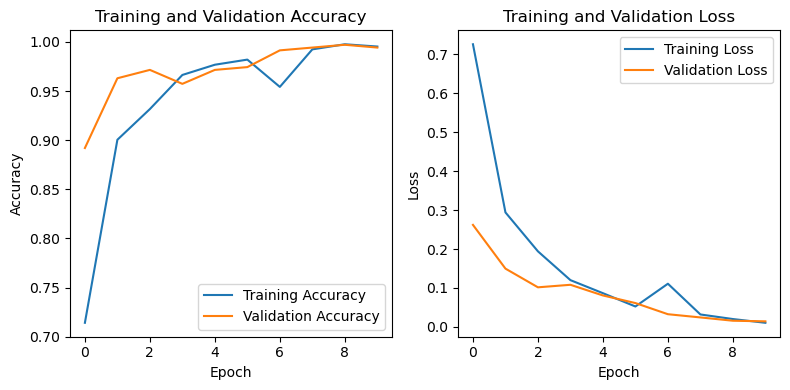 Training and Validation Accuracy
1.00
0.95
0.90
0.85
0.80
0.75
0.70
Accuracy
0 2 4 6 8
Epoch
Training Accuracy
Validation Accuracy
Training and Validation Loss
0.7
0.6
0.5
0.4
0.3
0.2
0.1
0.0
Loss
0 2 4 6 8
Epoch
Training Loss
Validation Loss